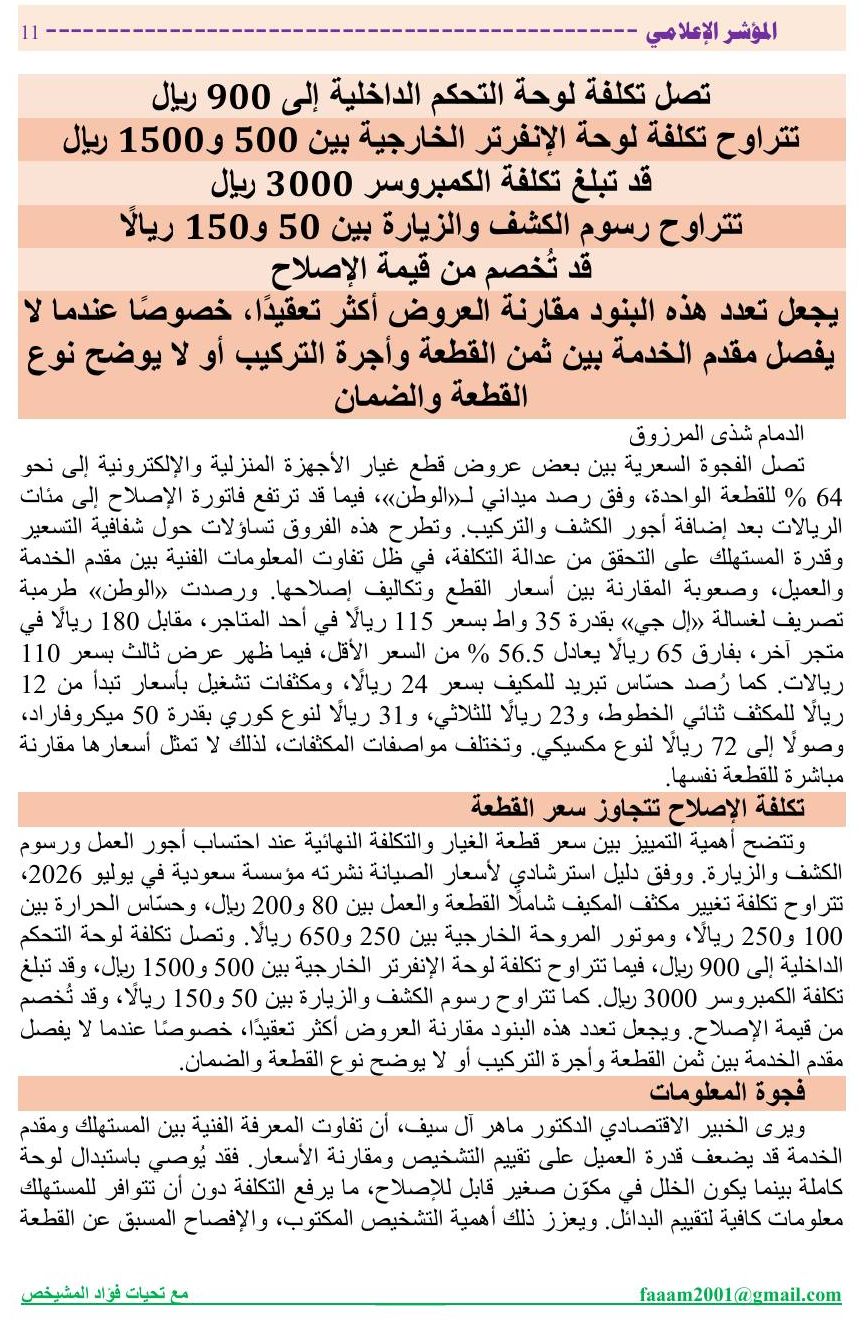 المؤشر الإعلامي ------------------------------------------------ 11
تصل تكلفة لوحة التحكم الداخلية إلى 900 ريال
تتراوح تكلفة لوحة الإنفرتر الخارجية بين 500 و1500 ريال
قد تبلغ تكلفة الكمبروسر 3000 ريال
تتراوح رسوم الكشف والزيارة بين 50 و150 ريالًا
قد تُخصم من قيمة الإصلاح
يجعل تعدد هذه البنود مقارنة العروض أكثر تعقيدًا، خصوصًا عندما لا
يفصل مقدم الخدمة بين ثمن القطعة وأجرة التركيب أو لا يوضح نوع
القطعة والضمان
الدمام شذى المرزوق
تصل الفجوة السعرية بين بعض عروض قطع غيار الأجهزة المنزلية والإلكترونية إلى نحو
64 % للقطعة الواحدة، وفق رصد ميداني لـ«الوطن»، فيما قد ترتفع فاتورة الإصلاح إلى مئات
الريالات بعد إضافة أجور الكشف والتركيب. وتطرح هذه الفروق تساؤلات حول شفافية التسعير
وقدرة المستهلك على التحقق من عدالة التكلفة، في ظل تفاوت المعلومات الفنية بين مقدم الخدمة
والعميل، وصعوبة المقارنة بين أسعار القطع وتكاليف إصلاحها. ورصدت «الوطن» طرمبة
تصريف لغسالة «إل جي» بقدرة 35 واط بسعر 115 ريالًا في أحد المتاجر، مقابل 180 ريالًا في
متجر آخر، بفارق 65 ريالًا يعادل 56.5 % من السعر الأقل، فيما ظهر عرض ثالث بسعر 110
ريالات. كما رُصد حسّاس تبريد للمكيف بسعر 24 ريالًا، ومكثفات تشغيل بأسعار تبدأ من 12
ريالًا للمكثف ثنائي الخطوط، و23 ريالًا للثلاثي، و31 ريالًا لنوع كوري بقدرة 50 ميكروفاراد،
وصولًا إلى 72 ريالًا لنوع مكسيكي. وتختلف مواصفات المكثفات، لذلك لا تمثل أسعارها مقارنة
مباشرة للقطعة نفسها.
تكلفة الإصلاح تتجاوز سعر القطعة
وتتضح أهمية التمييز بين سعر قطعة الغيار والتكلفة النهائية عند احتساب أجور العمل ورسوم
الكشف والزيارة. ووفق دليل استرشادي لأسعار الصيانة نشرته مؤسسة سعودية في يوليو 2026،
تتراوح تكلفة تغيير مكثف المكيف شاملًا القطعة والعمل بين 80 و200 ريال، وحسّاس الحرارة بين
100 و250 ريالًا، وموتور المروحة الخارجية بين 250 و650 ريالًا. وتصل تكلفة لوحة التحكم
الداخلية إلى 900 ريال، فيما تتراوح تكلفة لوحة الإنفرتر الخارجية بين 500 و1500 ريال، وقد تبلغ
تكلفة الكمبروسر 3000 ريال. كما تتراوح رسوم الكشف والزيارة بين 50 و150 ريالًا، وقد تُخصم
من قيمة الإصلاح. ويجعل تعدد هذه البنود مقارنة العروض أكثر تعقيدًا، خصوصًا عندما لا يفصل
مقدم الخدمة بين ثمن القطعة وأجرة التركيب أو لا يوضح نوع القطعة والضمان.
فجوة المعلومات
ويرى الخبير الاقتصادي الدكتور ماهر آل سيف، أن تفاوت المعرفة الفنية بين المستهلك ومقدم
الخدمة قد يضعف قدرة العميل على تقييم التشخيص ومقارنة الأسعار. فقد يُوصي باستبدال لوحة
كاملة بينما يكون الخلل في مكوّن صغير قابل للإصلاح، ما يرفع التكلفة دون أن تتوافر للمستهلك
معلومات كافية لتقييم البدائل. ويعزز ذلك أهمية التشخيص المكتوب، والإفصاح المسبق عن القطعة
مع تحيات فؤاد المشيخص faaam2001@gmail.com